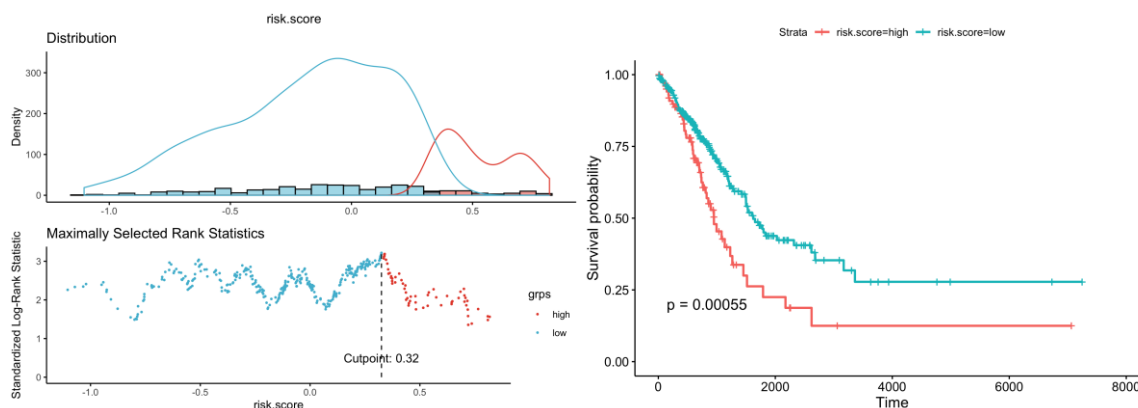 risk.score
Distribution
Density
300
200
100
0
-1.0
-0.5
0.0
0.5
Maximally Selected Rank Statistics
Standardized Log-Rank Statistic
3
2
1
0
Cutpoint: 0.32
grps
high
low
-1.0
-0.5
0.0
0.5
risk.score
Strata risk.score=high risk.score=low
Survival probability
1.00
0.75
0.50
0.25
0.00
p = 0.00055
0
2000
4000
6000
8000
Time